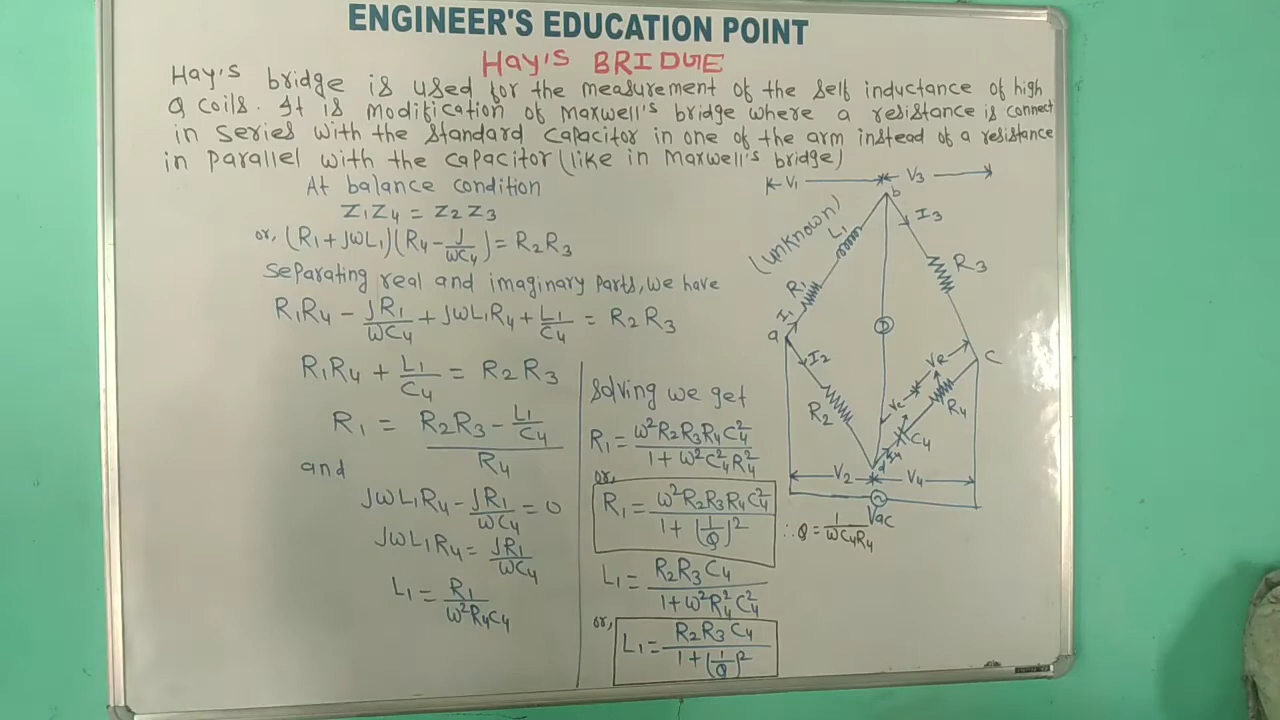 ENGINEER'S EDUCATION POINT
HAY'S BRIDGE
Hay's bridge is used for the measurement of the self inductance of high
Q coils. It is modification of Maxwell's bridge where a resistance is connect
in series with the standard capacitor in one of the arm instead of a resistance
in parallel with the capacitor (like in Maxwell's bridge)
At balance condition
Z₁Z₄ = Z₂Z₃
or, (R₁+jωL₁)(R₄-j/ωC₄) = R₂R₃
Separating real and imaginary parts, we have
R₁R₄ - jR₁/ωC₄ + jωL₁R₄ + L₁/C₄ = R₂R₃
R₁R₄ + L₁/C₄ = R₂R₃
R₁ = (R₂R₃ - L₁/C₄)/R₄
and
jωL₁R₄ - jR₁/ωC₄ = 0
jωL₁R₄ = jR₁/ωC₄
L₁ = R₁/ω²R₄C₄
Solving we get
R₁ = ω²R₂R₃R₄C₄²/1+ω²C₄²R₄²
or,
R₁ = ω²R₂R₃R₄C₄²/1+(1/Q)²
∴ Q = 1/ωC₄R₄
L₁ = R₂R₃C₄/1+ω²R₄²C₄²
or,
L₁ = R₂R₃C₄/1+(1/Q)²
V₁ V₃
b
I₃
(unknown)
L₁
R₃
R₁
I₁
D
a
I₂
C
VR
R₂
Vc
R₄
C₄
I₄
d
V₂ V₄
Vac